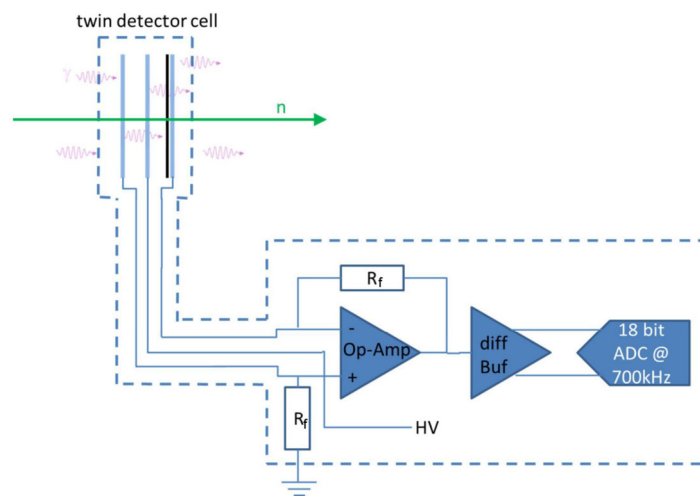 twin detector cell
γ
n
Rf
-
Op-Amp
+
diff
Buf
18 bit
ADC @
700kHz
Rf
HV